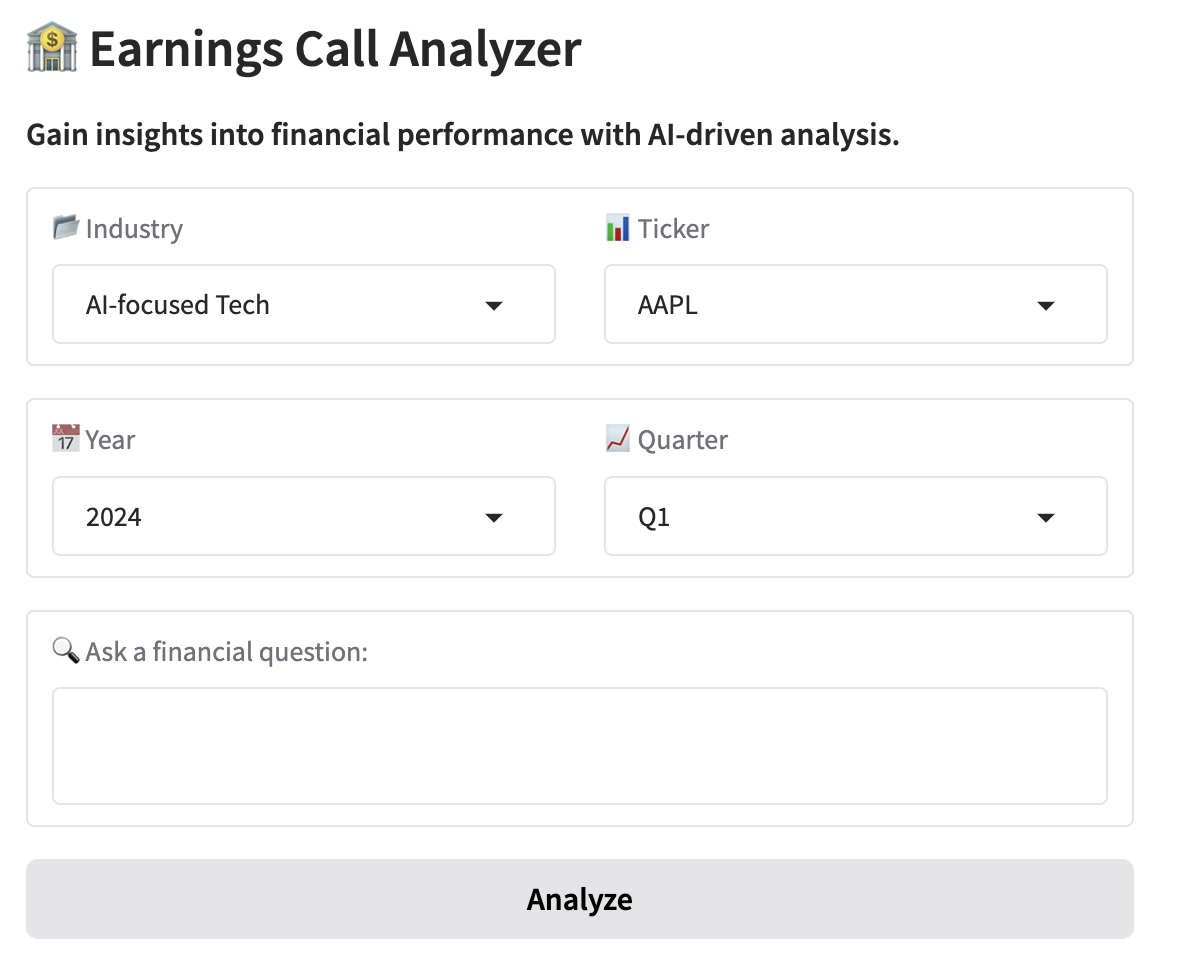 Earnings Call Analyzer
Gain insights into financial performance with AI-driven analysis.
Industry
Ticker
AI-focused Tech
AAPL
Year
Quarter
2024
Q1
Ask a financial question:
Analyze